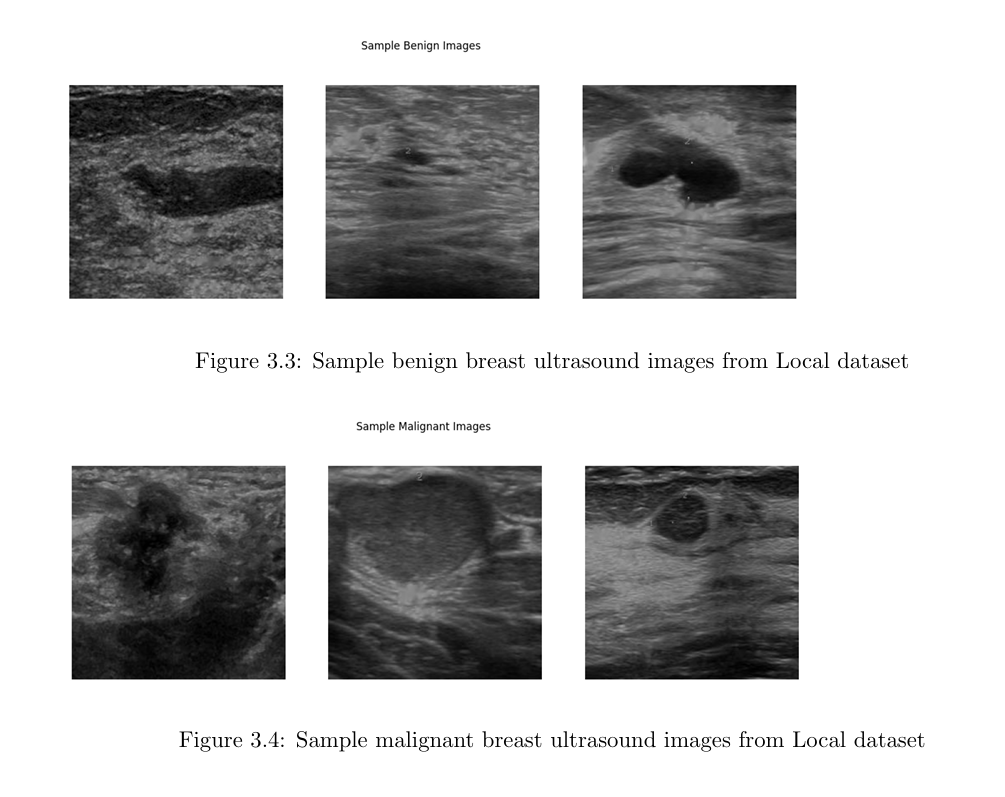 Sample Benign Images
Figure 3.3: Sample benign breast ultrasound images from Local dataset
Sample Malignant Images
2
Figure 3.4: Sample malignant breast ultrasound images from Local dataset